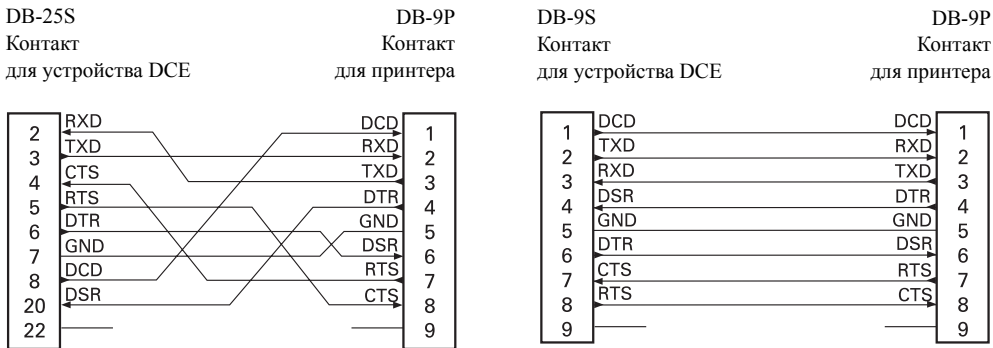 DB-25S DB-9P
Контакт Контакт
для устройства DCE для принтера
2 RXD DCD 1
3 TXD RXD 2
4 CTS TXD 3
5 RTS DTR 4
6 DTR GND 5
7 GND DSR 6
8 DCD RTS 7
20 DSR CTS 8
22 9
DB-9S DB-9P
Контакт Контакт
для устройства DCE для принтера
1 DCD DCD 1
2 TXD RXD 2
3 RXD TXD 3
4 DSR DTR 4
5 GND GND 5
6 DTR DSR 6
7 CTS RTS 7
8 RTS CTS 8
9 9